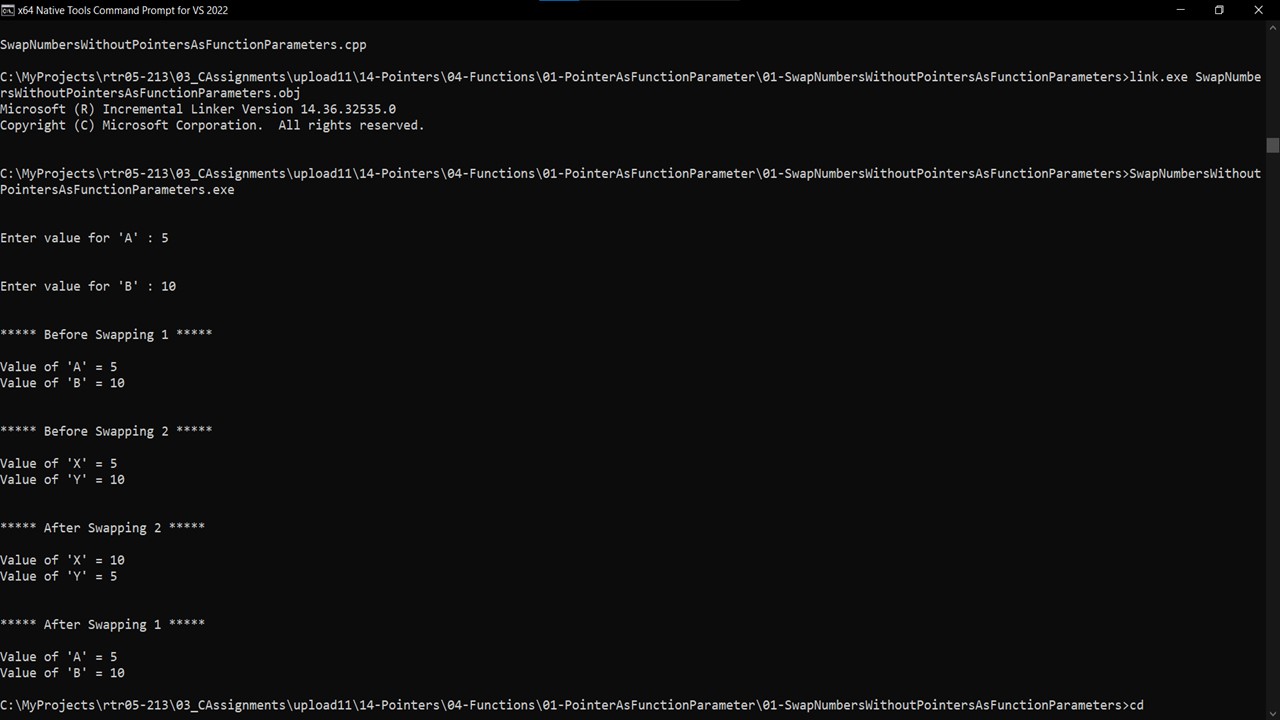 x64 Native Tools Command Prompt for VS 2022
SwapNumbersWithoutPointersAsFunctionParameters.cpp
C:\MyProjects\rtr05-213\03_CAssignments\upload11\14-Pointers\04-Functions\01-PointerAsFunctionParameter\01-SwapNumbersWithoutPointersAsFunctionParameters>link.exe SwapNumbe
rsWithoutPointersAsFunctionParameters.obj
Microsoft (R) Incremental Linker Version 14.36.32535.0
Copyright (C) Microsoft Corporation.  All rights reserved.
C:\MyProjects\rtr05-213\03_CAssignments\upload11\14-Pointers\04-Functions\01-PointerAsFunctionParameter\01-SwapNumbersWithoutPointersAsFunctionParameters>SwapNumbersWithout
PointersAsFunctionParameters.exe
Enter value for 'A' : 5
Enter value for 'B' : 10
***** Before Swapping 1 *****
Value of 'A' = 5
Value of 'B' = 10
***** Before Swapping 2 *****
Value of 'X' = 5
Value of 'Y' = 10
***** After Swapping 2 *****
Value of 'X' = 10
Value of 'Y' = 5
***** After Swapping 1 *****
Value of 'A' = 5
Value of 'B' = 10
C:\MyProjects\rtr05-213\03_CAssignments\upload11\14-Pointers\04-Functions\01-PointerAsFunctionParameter\01-SwapNumbersWithoutPointersAsFunctionParameters>cd